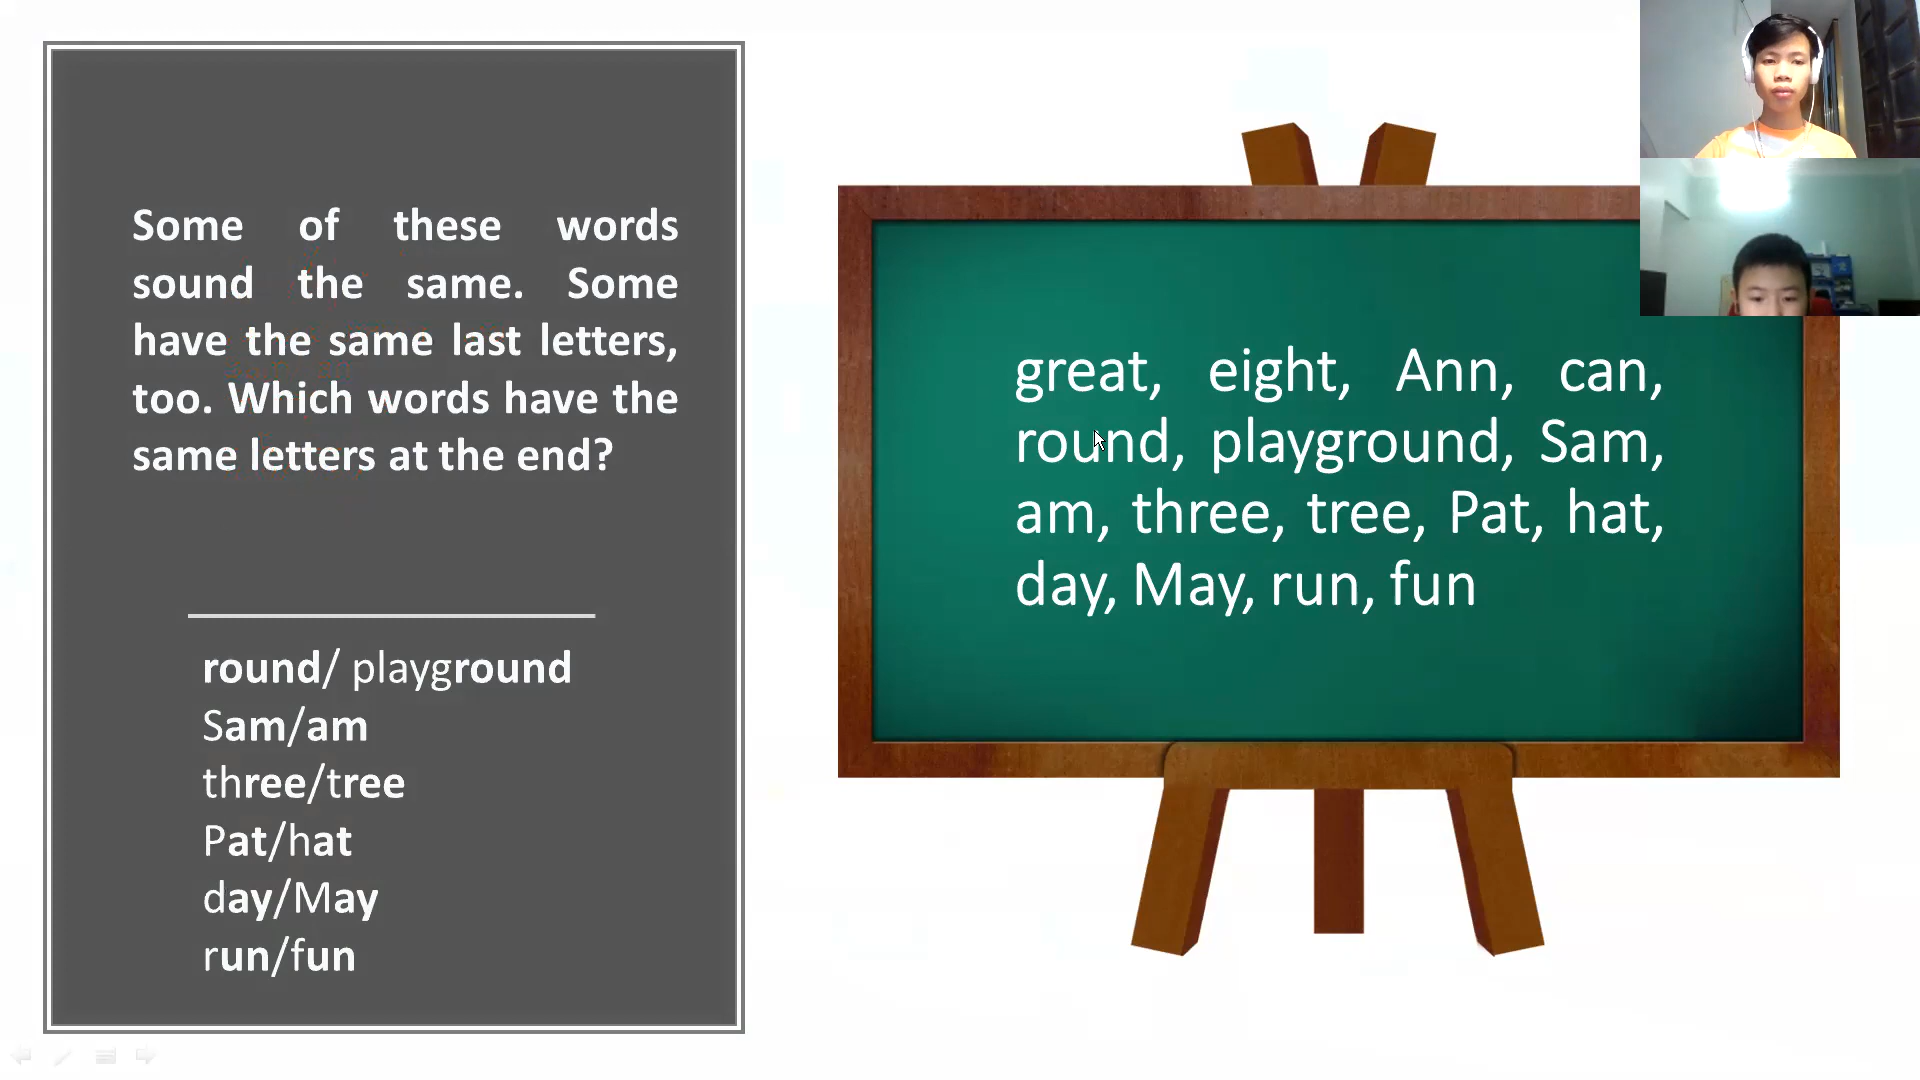 Some of these words
sound the same. Some
have the same last letters,
too. Which words have the
same letters at the end?
round/ playground
Sam/am
three/tree
Pat/hat
day/May
run/fun
great, eight, Ann, can,
round, playground, Sam,
am, three, tree, Pat, hat,
day, May, run, fun